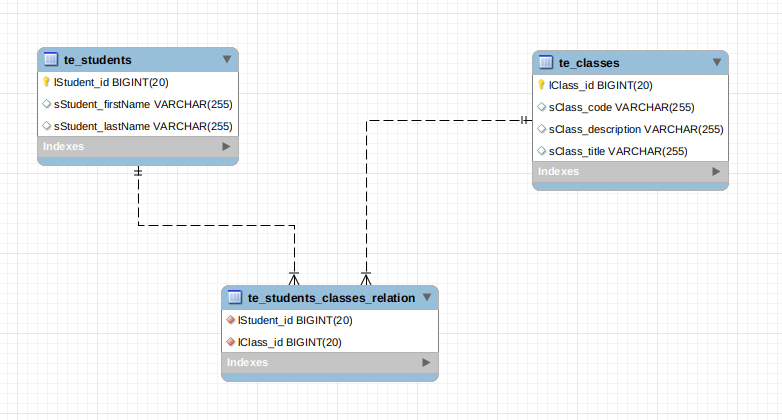 te_students
lStudent_id BIGINT(20)
sStudent_firstName VARCHAR(255)
sStudent_lastName VARCHAR(255)
Indexes
te_classes
lClass_id BIGINT(20)
sClass_code VARCHAR(255)
sClass_description VARCHAR(255)
sClass_title VARCHAR(255)
Indexes
te_students_classes_relation
lStudent_id BIGINT(20)
lClass_id BIGINT(20)
Indexes